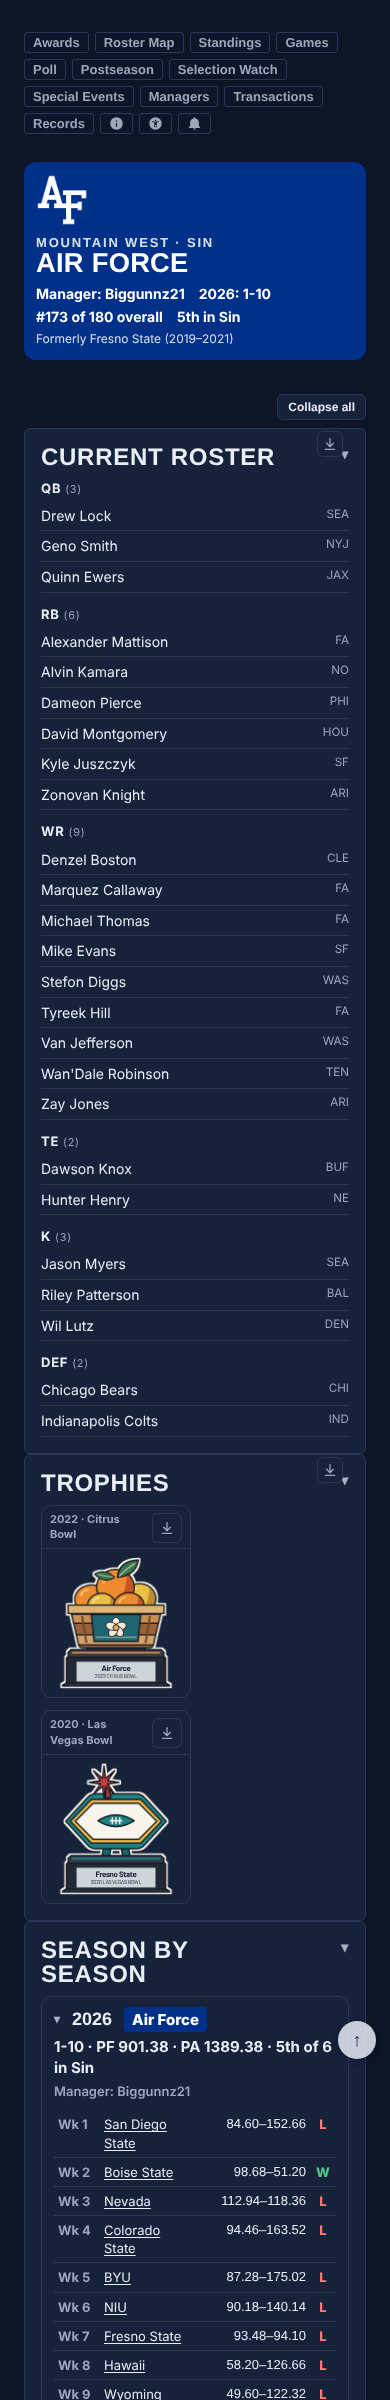 Awards Roster Map Standings Games
Poll Postseason Selection Watch
Special Events Managers Transactions
Records
AF
MOUNTAIN WEST · SIN
AIR FORCE
Manager: Biggunnz21 2026: 1-10
#173 of 180 overall 5th in Sin
Formerly Fresno State (2019–2021)
Collapse all
CURRENT ROSTER ▾
QB (3)
Drew Lock SEA
Geno Smith NYJ
Quinn Ewers JAX
RB (6)
Alexander Mattison FA
Alvin Kamara NO
Dameon Pierce PHI
David Montgomery HOU
Kyle Juszczyk SF
Zonovan Knight ARI
WR (9)
Denzel Boston CLE
Marquez Callaway FA
Michael Thomas FA
Mike Evans SF
Stefon Diggs WAS
Tyreek Hill FA
Van Jefferson WAS
Wan'Dale Robinson TEN
Zay Jones ARI
TE (2)
Dawson Knox BUF
Hunter Henry NE
K (3)
Jason Myers SEA
Riley Patterson BAL
Wil Lutz DEN
DEF (2)
Chicago Bears CHI
Indianapolis Colts IND
TROPHIES ▾
2022 · Citrus
Bowl
Air Force
2022 CITRUS BOWL
2020 · Las
Vegas Bowl
Fresno State
2020 LAS VEGAS BOWL
SEASON BY ▾
SEASON
▾ 2026 Air Force
1-10 · PF 901.38 · PA 1389.38 · 5th of 6
in Sin
↑
Manager: Biggunnz21
Wk 1 San Diego 84.60–152.66 L
State
Wk 2 Boise State 98.68–51.20 W
Wk 3 Nevada 112.94–118.36 L
Wk 4 Colorado 94.46–163.52 L
State
Wk 5 BYU 87.28–175.02 L
Wk 6 NIU 90.18–140.14 L
Wk 7 Fresno State 93.48–94.10 L
Wk 8 Hawaii 58.20–126.66 L
Wk 9 Wyoming 49.60–122.32 L